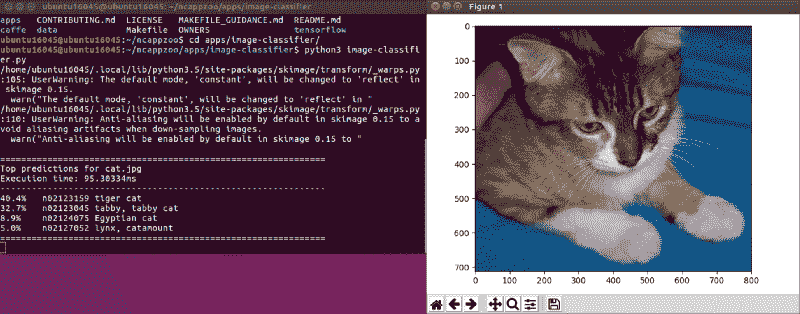 apps CONTRIBUTING.md LICENSE MAKEFILE_GUIDANCE.md README.md
caffe data Makefile OWNERS tensorflow
ubuntu16045@ubuntu16045:~/ncappzoo$ cd apps/image-classifier/
ubuntu16045@ubuntu16045:~/ncappzoo/apps/image-classifier$ python3 image-classifi
er.py
/home/ubuntu16045/.local/lib/python3.5/site-packages/skimage/transform/_warps.py
:105: UserWarning: The default mode, 'constant', will be changed to 'reflect' in
skimage 0.15.
warn("The default mode, 'constant', will be changed to 'reflect' in "
/home/ubuntu16045/.local/lib/python3.5/site-packages/skimage/transform/_warps.py
:110: UserWarning: Anti-aliasing will be enabled by default in skimage 0.15 to a
void aliasing artifacts when down-sampling images.
warn("Anti-aliasing will be enabled by default in skimage 0.15 to "
==========================================================
Top predictions for cat.jpg
Execution time: 95.30334ms
----------------------------------------------------------
40.4% n02123159 tiger cat
32.7% n02123045 tabby, tabby cat
8.9% n02124075 Egyptian cat
5.0% n02127052 lynx, catamount
==========================================================
Figure 1
0
100
200
300
400
500
600
700
0 100 200 300 400 500 600 700 800